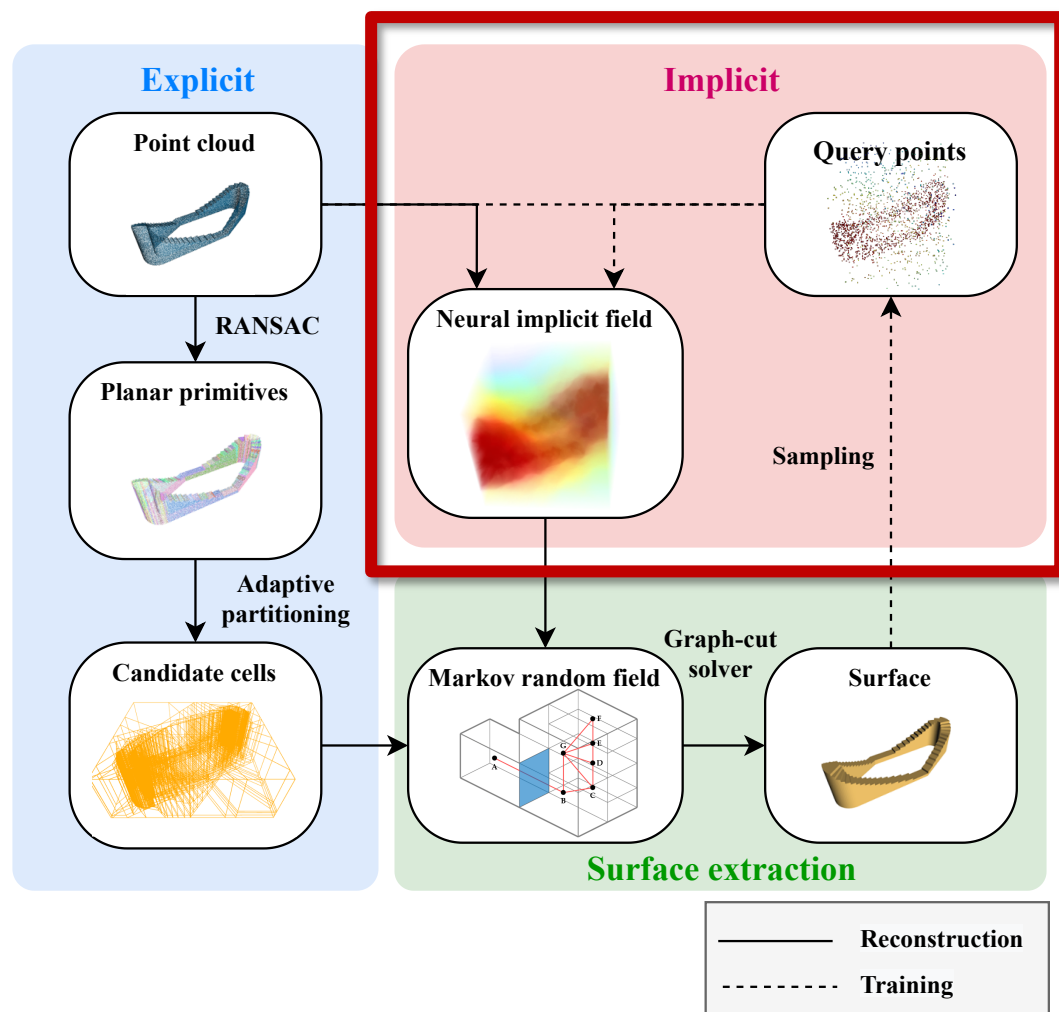 Explicit
Implicit
Point cloud
Query points
RANSAC
Neural implicit field
Planar primitives
Sampling
Adaptive
partitioning
Graph-cut
solver
Candidate cells
Markov random field
Surface
A
B
C
D
E
F
G
Surface extraction
Reconstruction
Training